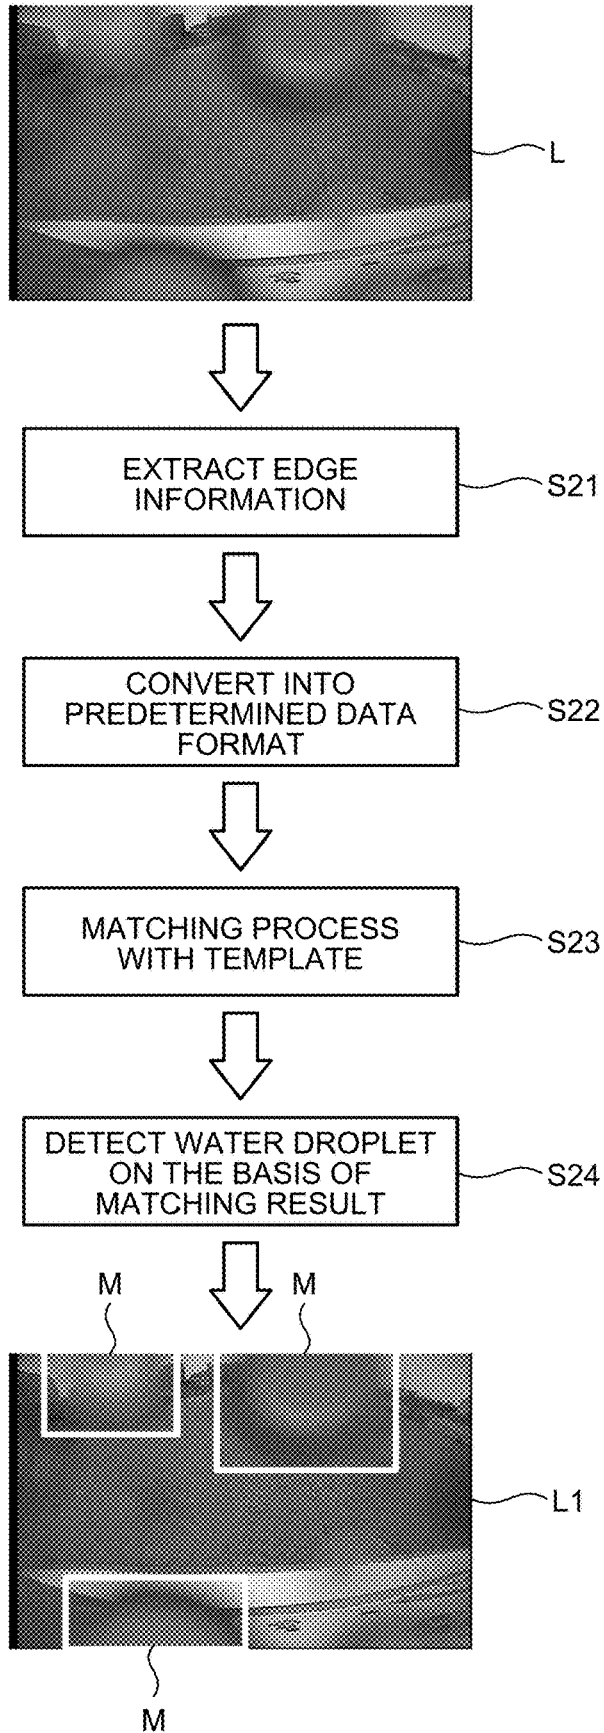 L
EXTRACT EDGE
INFORMATION
S21
CONVERT INTO
PREDETERMINED DATA
FORMAT
S22
MATCHING PROCESS
WITH TEMPLATE
S23
DETECT WATER DROPLET
ON THE BASIS OF
MATCHING RESULT
S24
M
M
L1
M